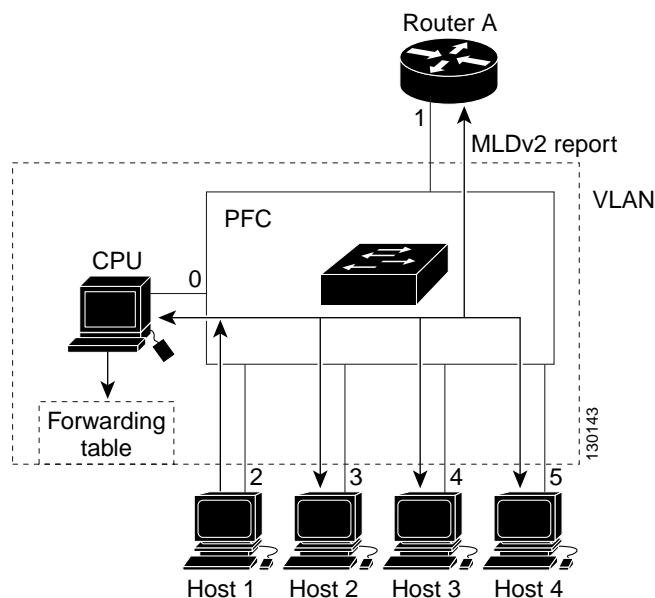 Router A
1
MLDv2 report
VLAN
PFC
CPU
0
Forwarding
table
130143
2
3
4
5
Host 1
Host 2
Host 3
Host 4